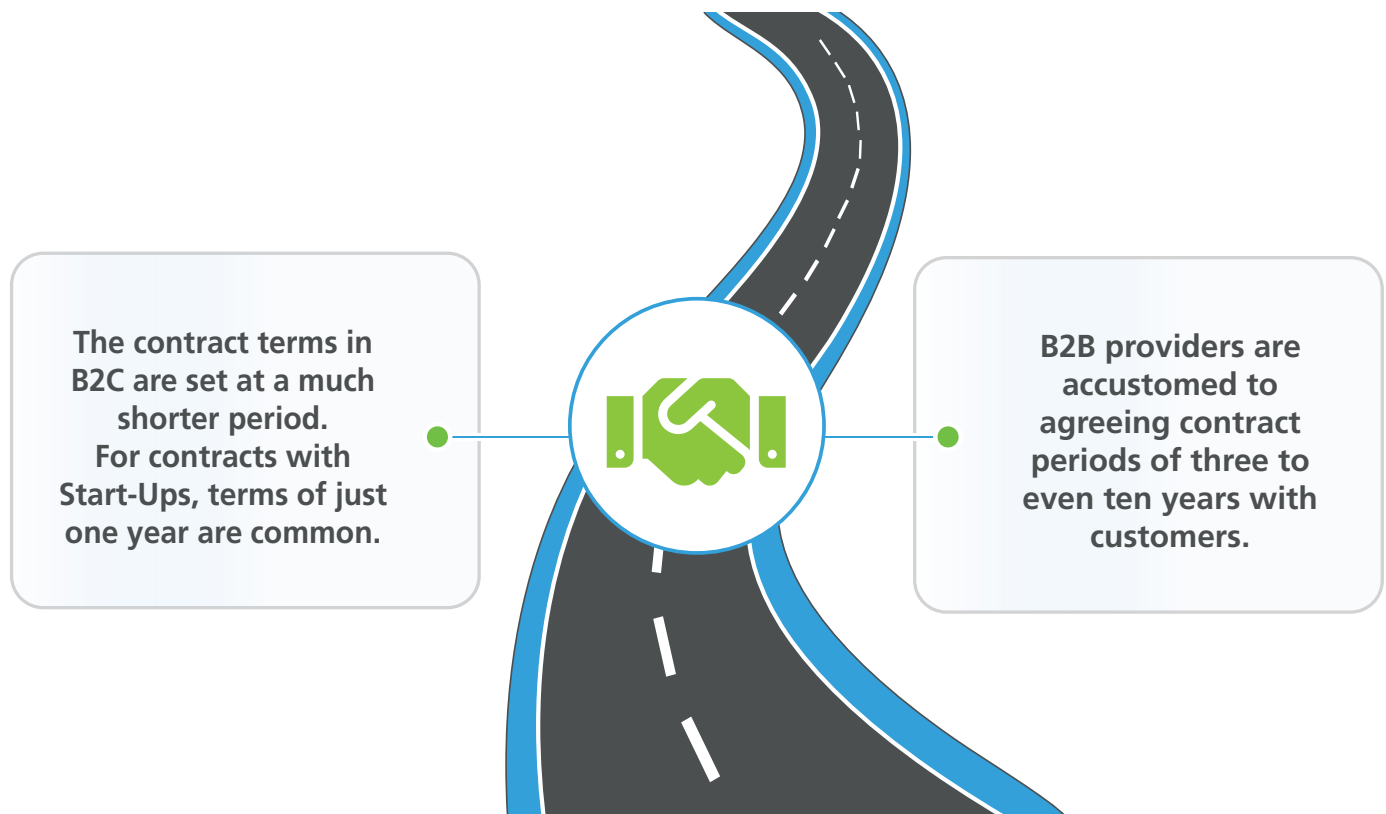 The contract terms in
B2C are set at a much
shorter period.
For contracts with
Start-Ups, terms of just
one year are common.
B2B providers are
accustomed to
agreeing contract
periods of three to
even ten years with
customers.